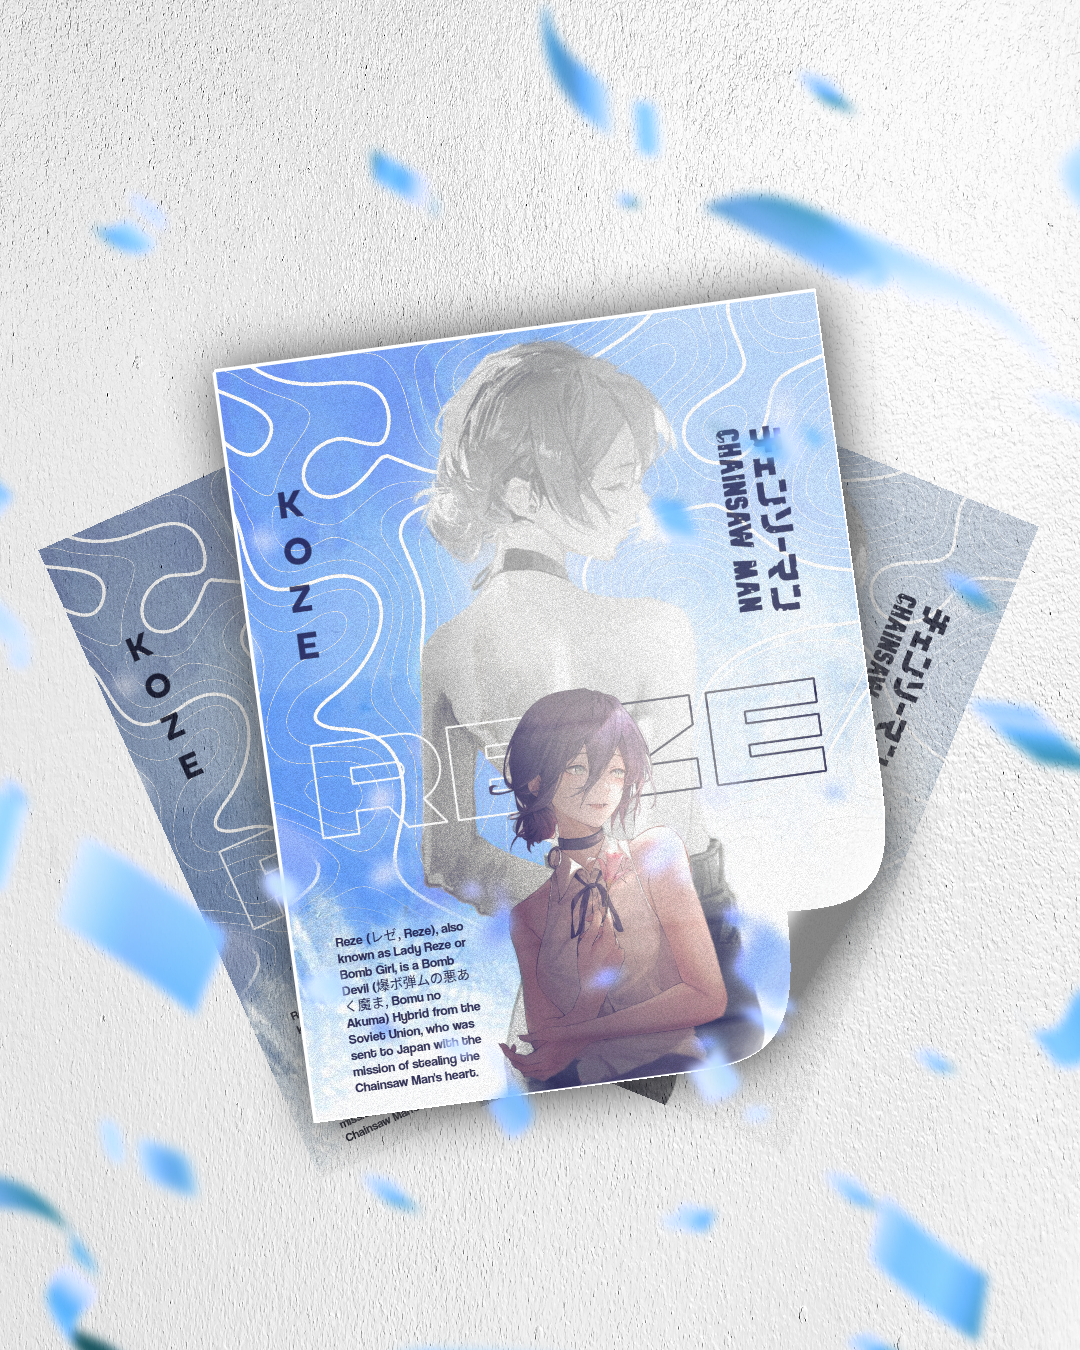 KOZE
チェンソーマン
CHAINSAW MAN
REZE
Reze (レゼ, Reze), also
known as Lady Reze or
Bomb Girl, is a Bomb
Devil (爆ボ弾ムの悪あ
く魔ま, Bomu no
Akuma) Hybrid from the
Soviet Union, who was
sent to Japan with the
mission of stealing the
Chainsaw Man's heart.
KOZE
チェンソーマン
CHAINSAW
Chainsaw Man